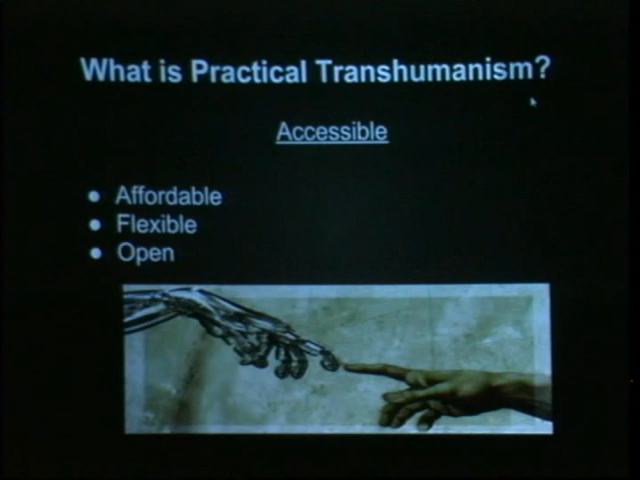 What is Practical Transhumanism?
Accessible
● Affordable
● Flexible
● Open